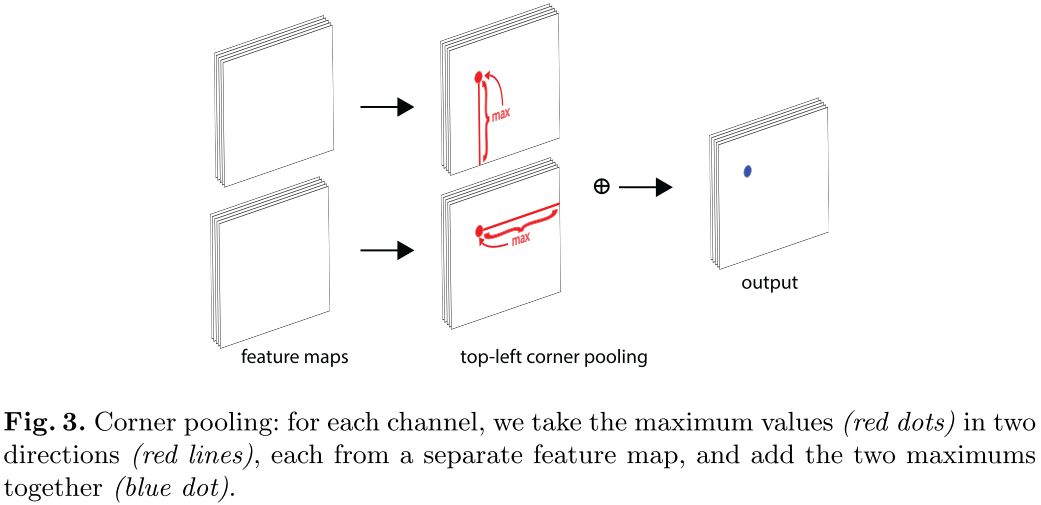 max
max
⊕
output
feature maps
top-left corner pooling
Fig. 3. Corner pooling: for each channel, we take the maximum values (red dots) in two
directions (red lines), each from a separate feature map, and add the two maximums
together (blue dot).